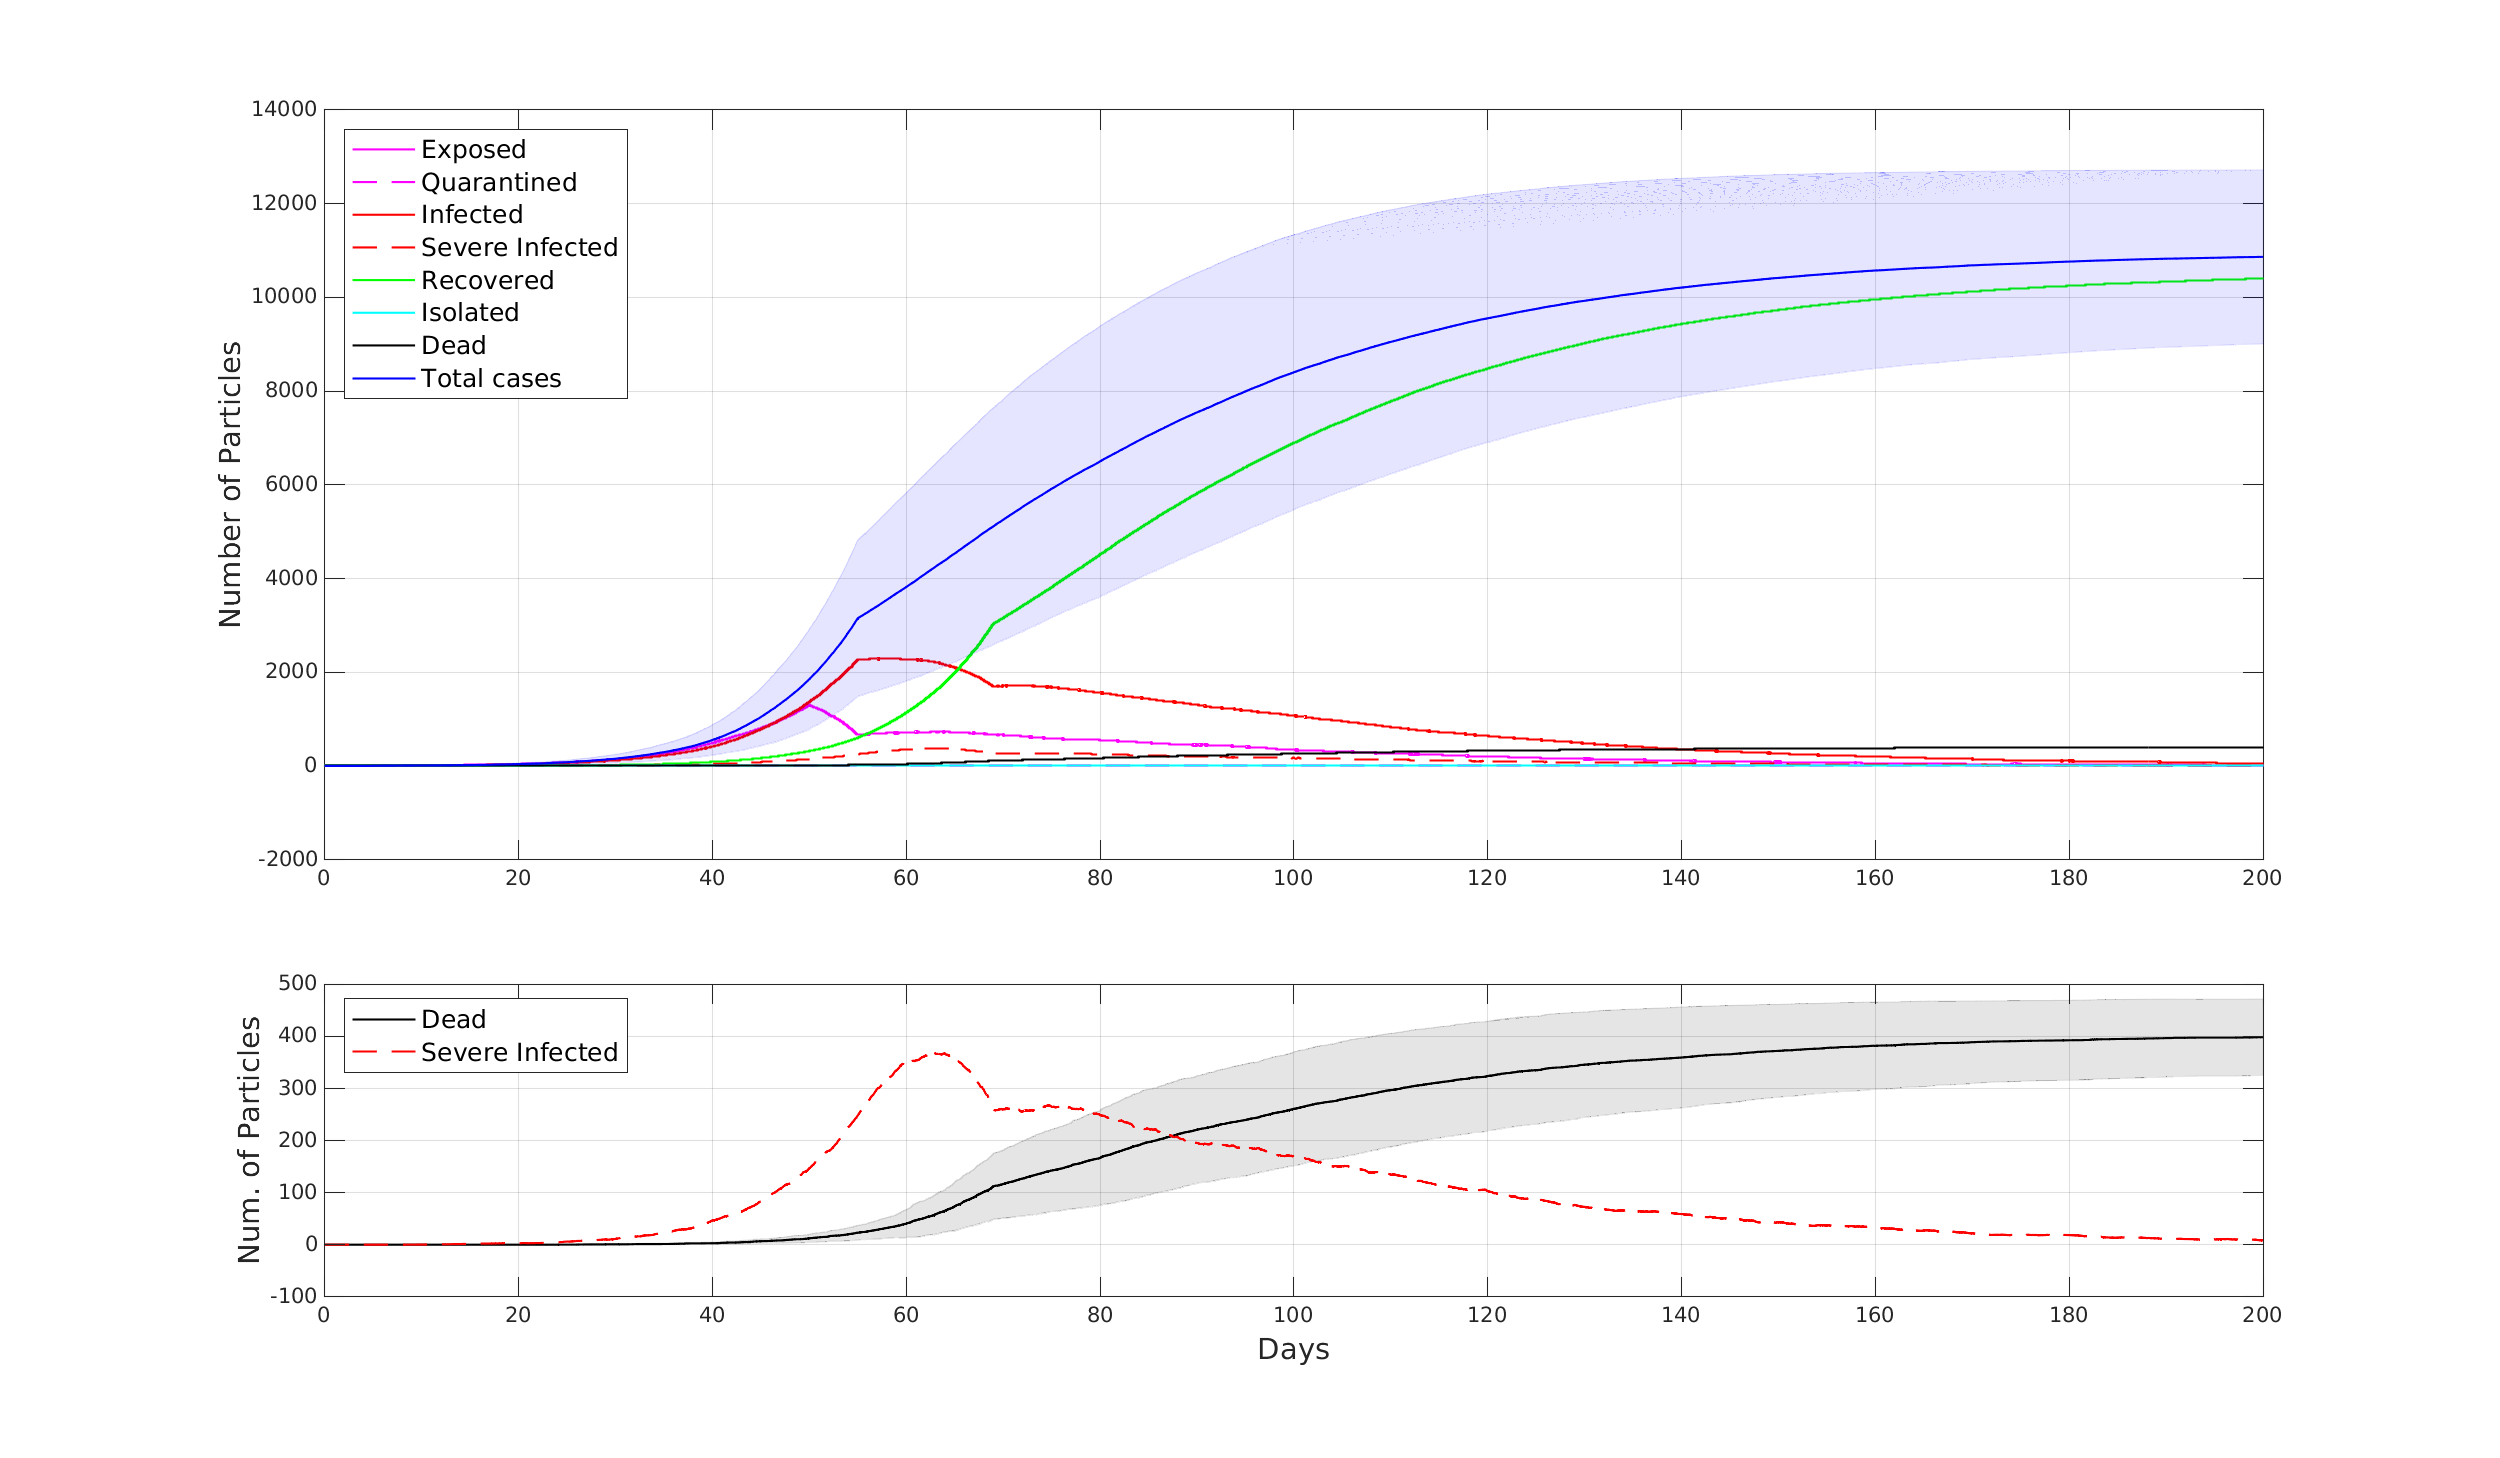 14000
12000
10000
8000
6000
4000
2000
0
-2000
Number of Particles
Exposed
Quarantined
Infected
Severe Infected
Recovered
Isolated
Dead
Total cases
0 20 40 60 80 100 120 140 160 180 200
500
400
300
200
100
0
-100
Num. of Particles
Dead
Severe Infected
0 20 40 60 80 100 120 140 160 180 200
Days